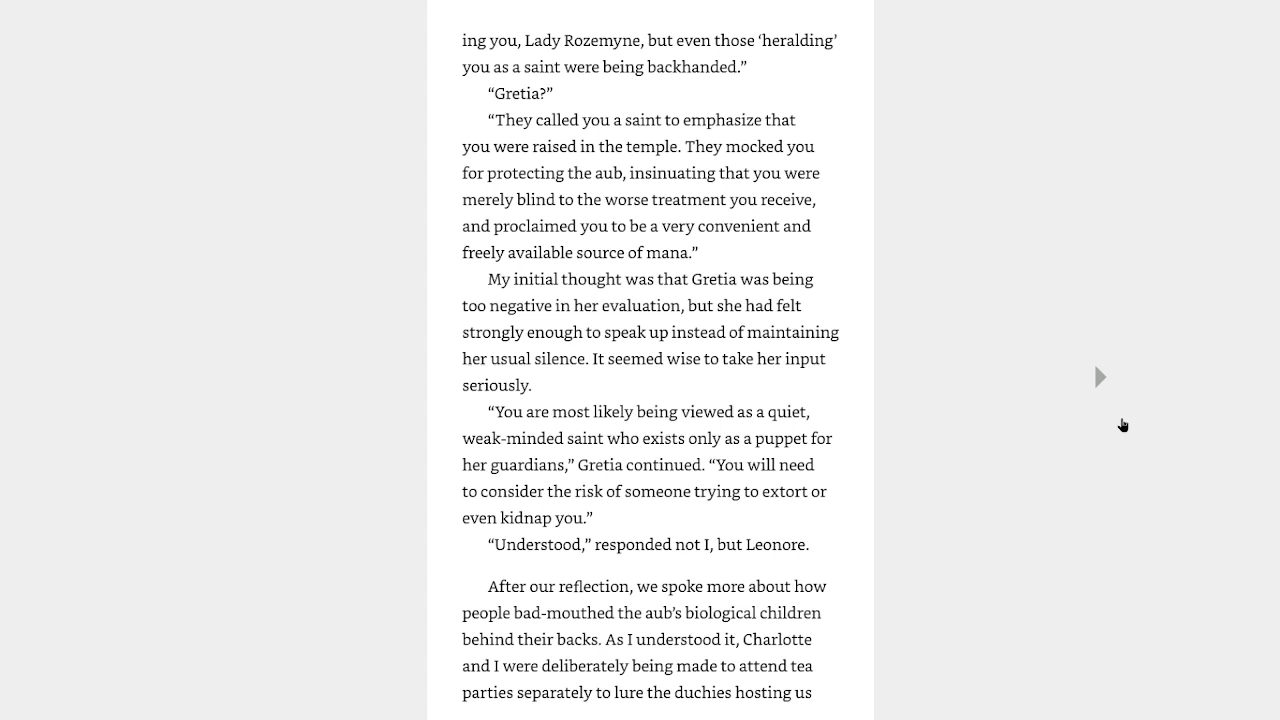 ing you, Lady Rozemyne, but even those ‘heralding’
you as a saint were being backhanded.”
“Gretia?”
“They called you a saint to emphasize that
you were raised in the temple. They mocked you
for protecting the aub, insinuating that you were
merely blind to the worse treatment you receive,
and proclaimed you to be a very convenient and
freely available source of mana.”
My initial thought was that Gretia was being
too negative in her evaluation, but she had felt
strongly enough to speak up instead of maintaining
her usual silence. It seemed wise to take her input
seriously.
“You are most likely being viewed as a quiet,
weak-minded saint who exists only as a puppet for
her guardians,” Gretia continued. “You will need
to consider the risk of someone trying to extort or
even kidnap you.”
“Understood,” responded not I, but Leonore.
After our reflection, we spoke more about how
people bad-mouthed the aub’s biological children
behind their backs. As I understood it, Charlotte
and I were deliberately being made to attend tea
parties separately to lure the duchies hosting us